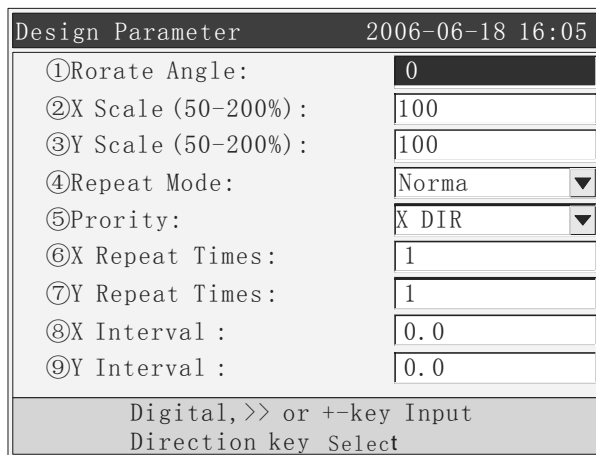 Design Parameter 2006-06-18 16:05
①Rorate Angle: 0
②X Scale(50-200%): 100
③Y Scale(50-200%): 100
④Repeat Mode: Norma
⑤Prority: X DIR
⑥X Repeat Times: 1
⑦Y Repeat Times: 1
⑧X Interval : 0.0
⑨Y Interval : 0.0
Digital, >> or +-key Input
Direction key Select